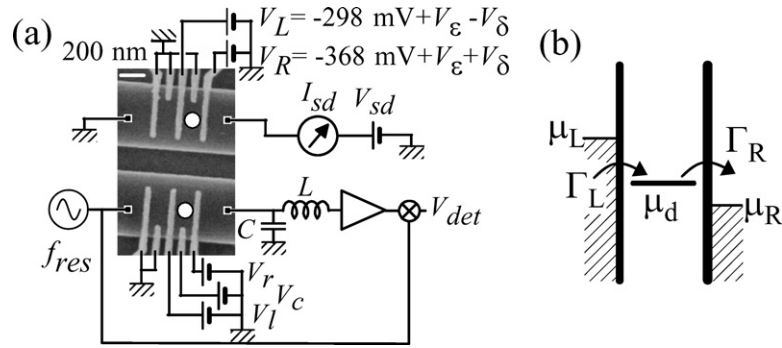 (a)
V_L= -298 mV+V_ε -V_δ
V_R= -368 mV+V_ε+V_δ
200 nm
I_sd
V_sd
L
C
V_det
f_res
V_r
V_c
V_l
(b)
μ_L
Γ_L
μ_d
Γ_R
μ_R